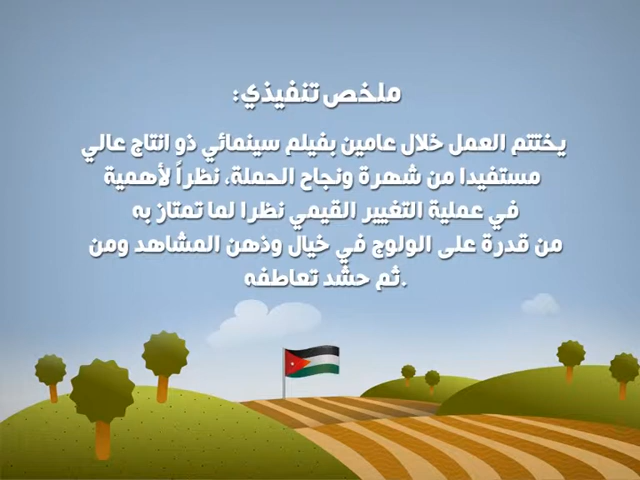 ملخص تنفيذي:
يختتم العمل خلال عامين بفيلم سينمائي ذو انتاج عالي
مستفيدا من شهرة ونجاح الحملة، نظراً لأهمية
في عملية التغيير القيمي نظرا لما تمتاز به
من قدرة على الولوج في خيال وذهن المشاهد ومن
ثم حشد تعاطفه.